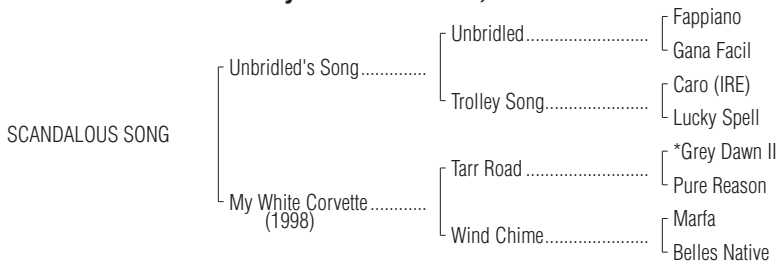 Fappiano
Unbridled
Gana Facil
Unbridled's Song
Caro (IRE)
Trolley Song
Lucky Spell
SCANDALOUS SONG
*Grey Dawn II
Tarr Road
Pure Reason
My White Corvette
(1998)
Marfa
Wind Chime
Belles Native